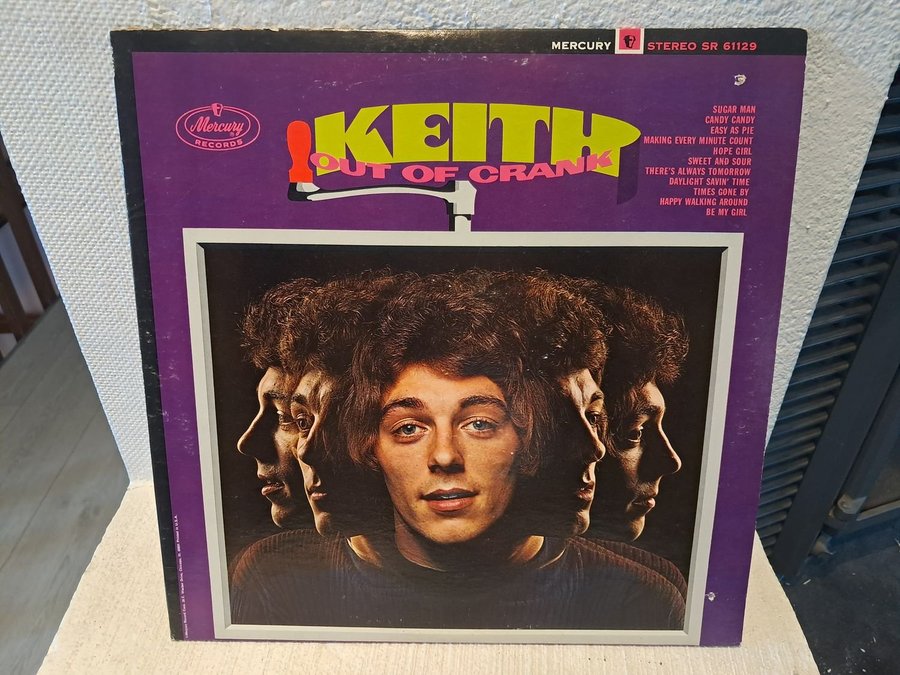 MERCURY STEREO SR 61129
Mercury
RECORDS
KEITH
OUT OF CRANK
SUGAR MAN
CANDY CANDY
EASY AS PIE
MAKING EVERY MINUTE COUNT
HOPE GIRL
SWEET AND SOUR
THERE'S ALWAYS TOMORROW
DAYLIGHT SAVIN' TIME
TIMES GONE BY
HAPPY WALKING AROUND
BE MY GIRL